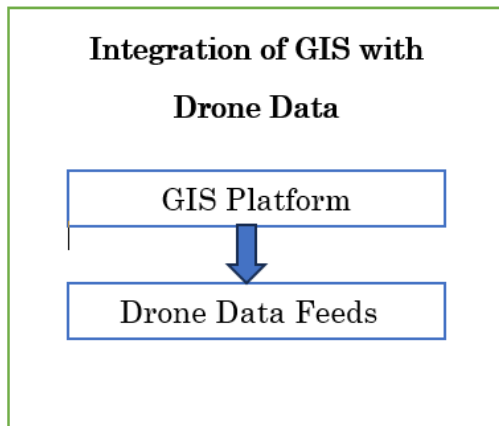 Integration of GIS with
Drone Data
GIS Platform
Drone Data Feeds